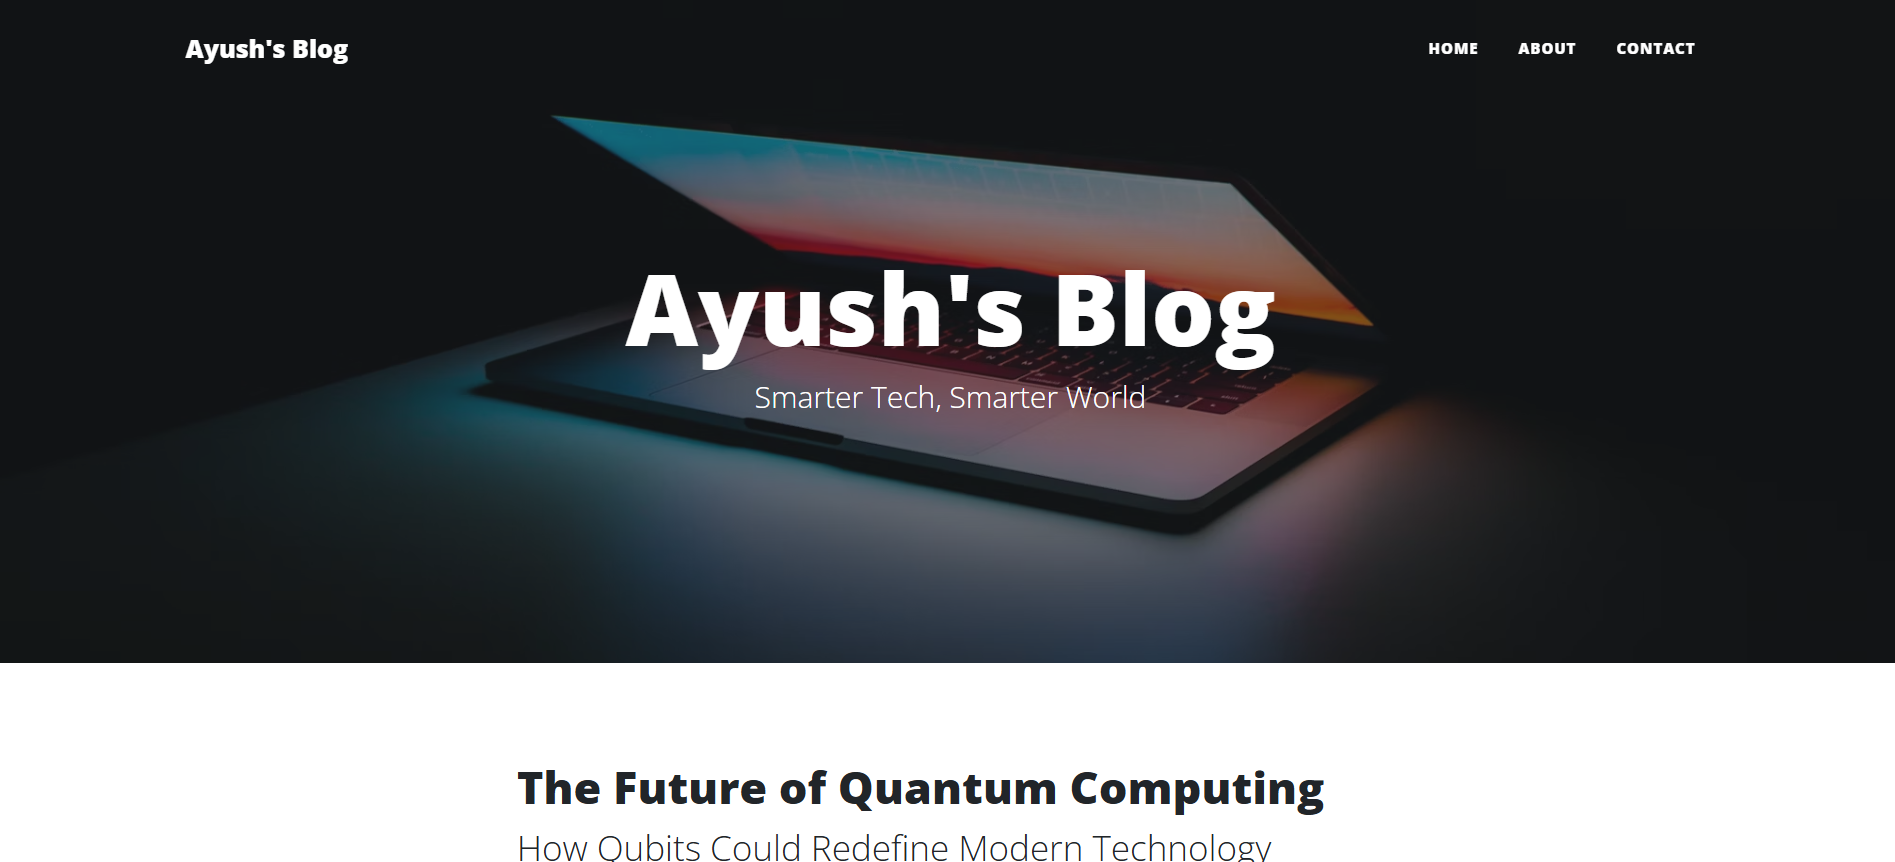 Ayush's Blog
HOME ABOUT CONTACT
Ayush's Blog
Smarter Tech, Smarter World
The Future of Quantum Computing
How Qubits Could Redefine Modern Technology